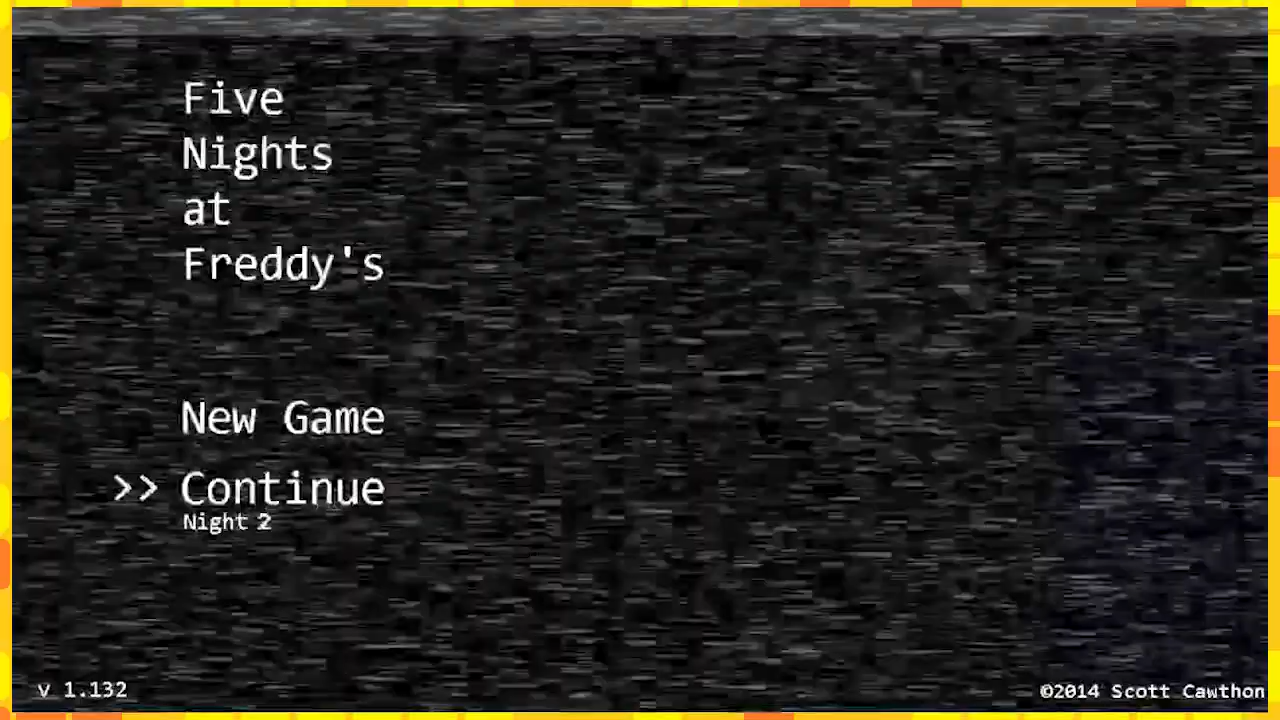 Five
Nights
at
Freddy's
New Game
>> Continue
Night 2
v 1.132
©2014 Scott Cawthon